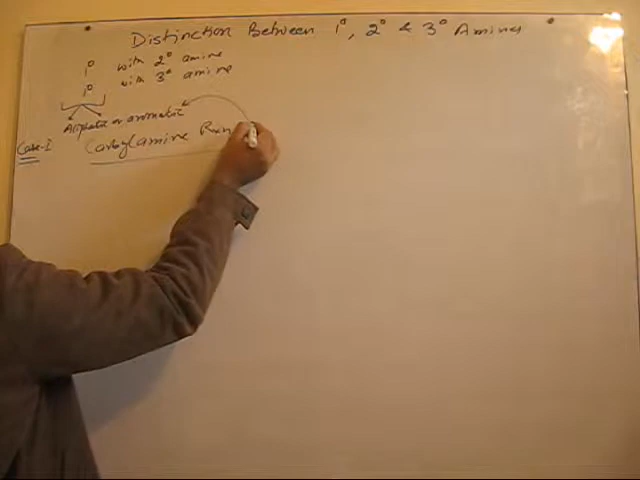 Distinction Between 1°, 2° & 3° Amines
1° with 2° amine
1° with 3° amine
Aliphatic or aromatic
Case-I Carbylamine Rxn